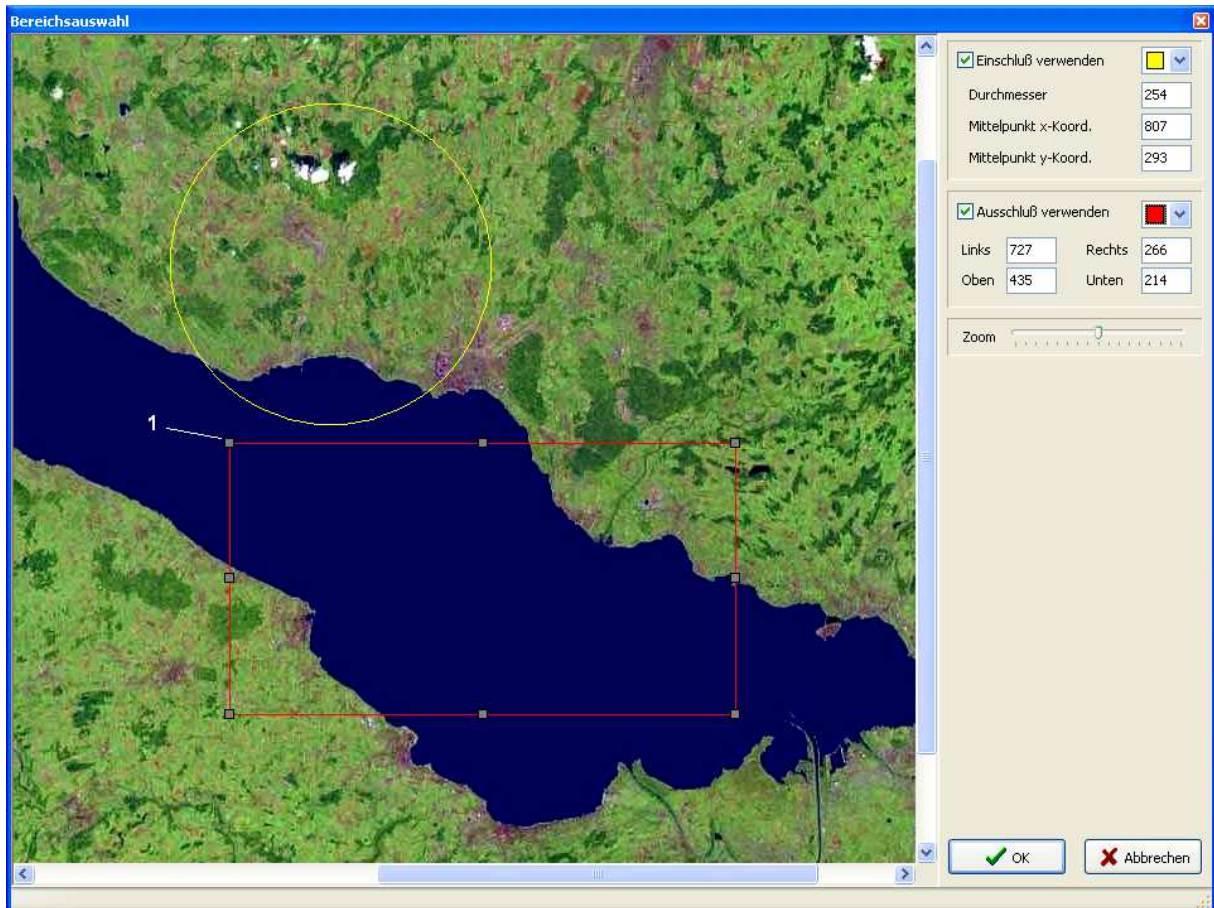 Bereichsauswahl
Einschluß verwenden
Durchmesser 254
Mittelpunkt x-Koord. 807
Mittelpunkt y-Koord. 293
Ausschluß verwenden
Links 727 Rechts 266
Oben 435 Unten 214
Zoom
1
OK Abbrechen